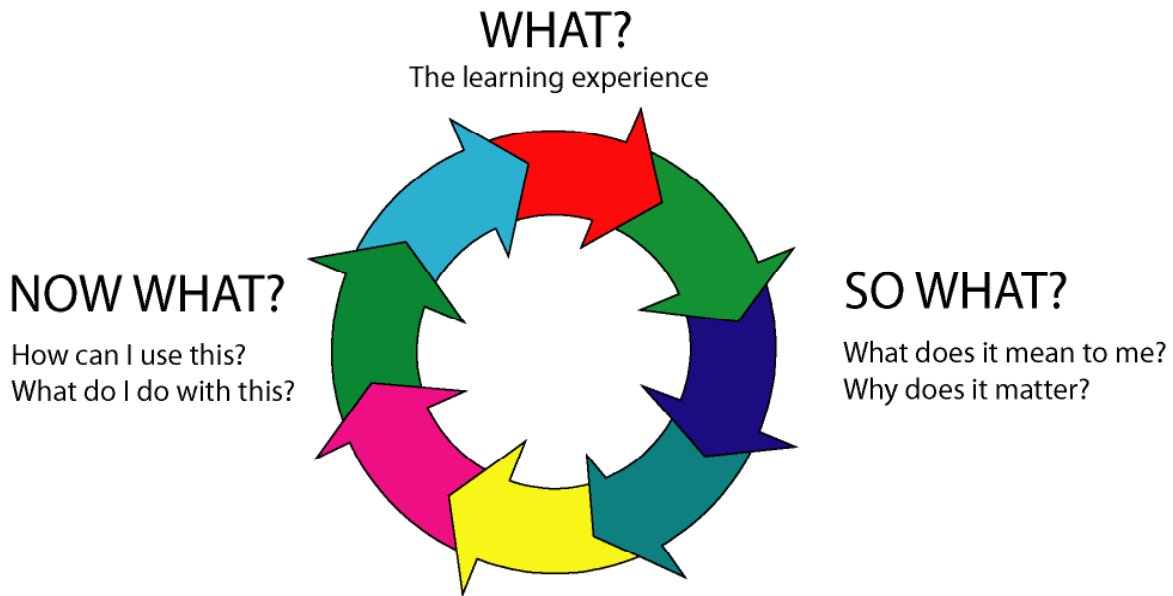 WHAT?
The learning experience
NOW WHAT?
How can I use this?
What do I do with this?
SO WHAT?
What does it mean to me?
Why does it matter?